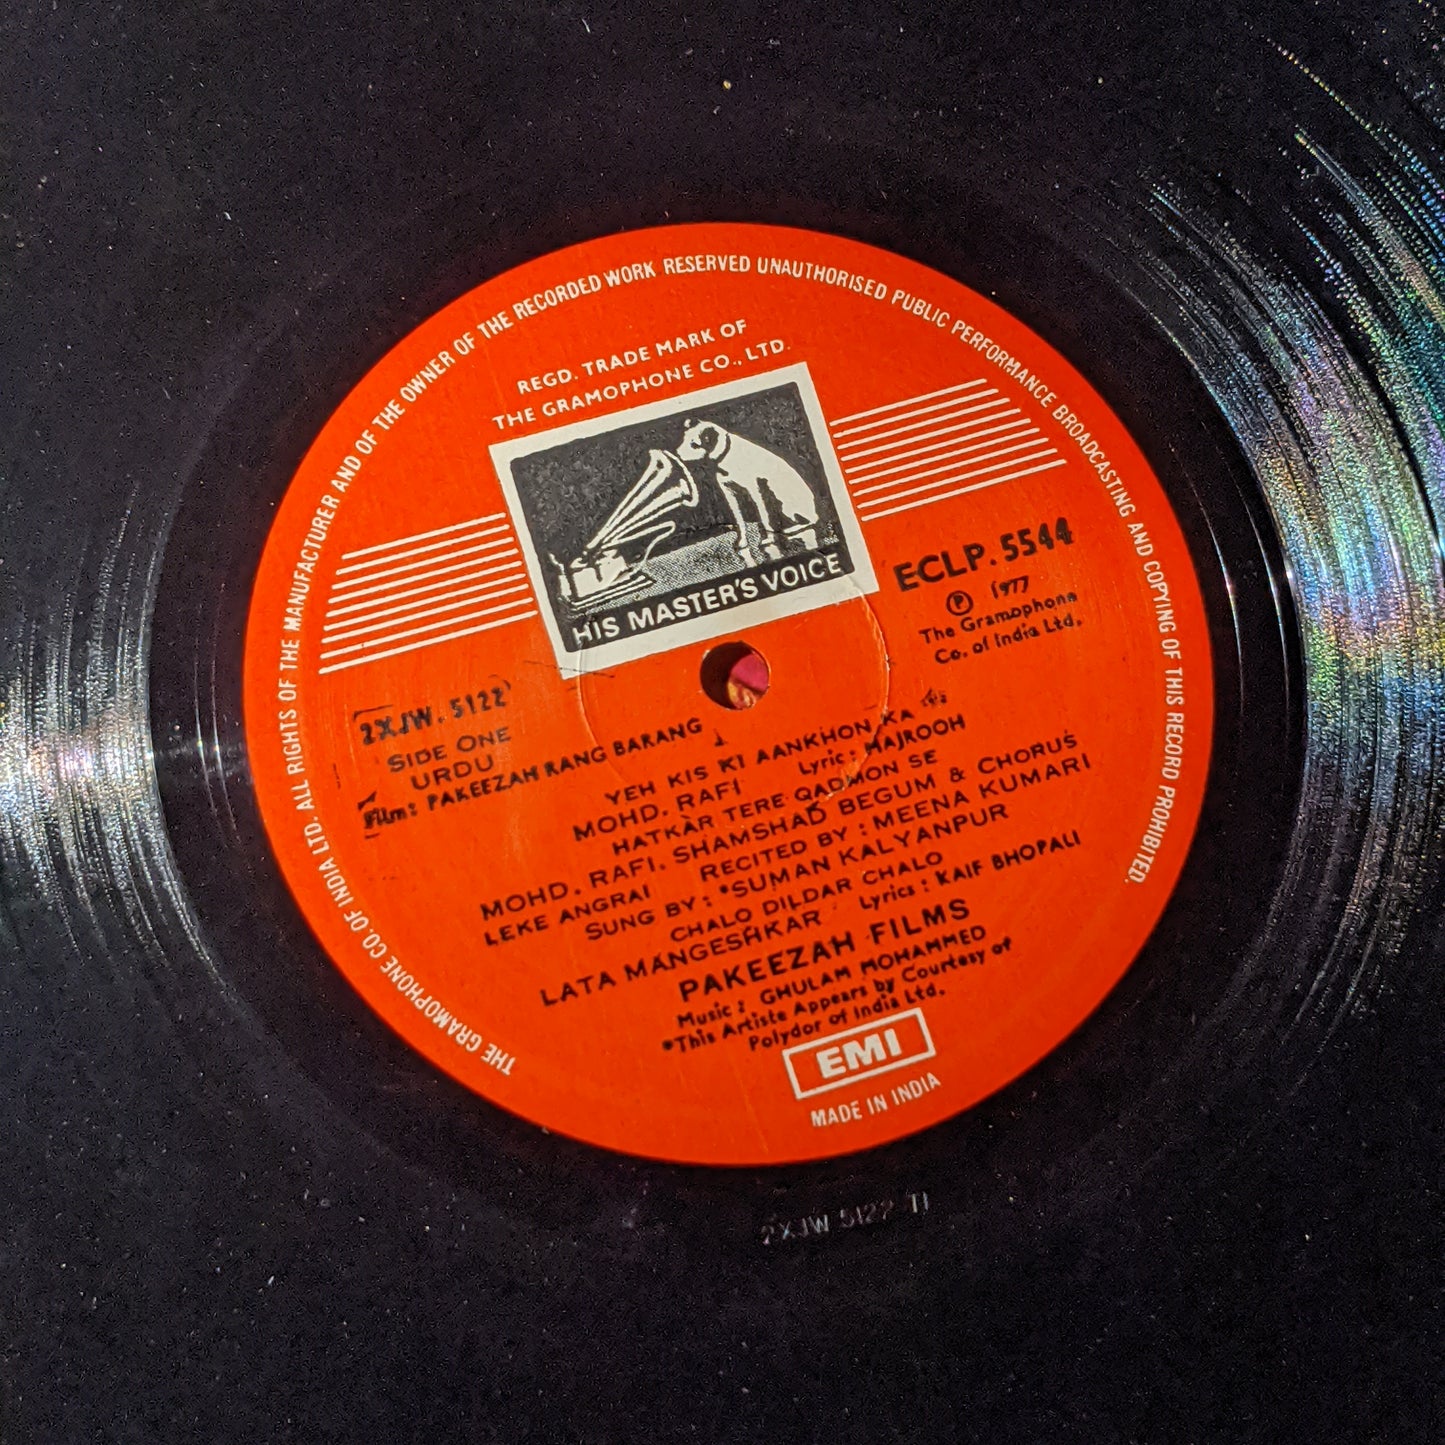 THE GRAMOPHONE CO. OF INDIA LTD. ALL RIGHTS OF THE MANUFACTURER AND OF THE OWNER OF THE RECORDED WORK RESERVED UNAUTHORISED PUBLIC PERFORMANCE BROADCASTING AND COPYING OF THIS RECORD PROHIBITED.
REGD. TRADE MARK OF
THE GRAMOPHONE CO., LTD.
HIS MASTER'S VOICE
ECLP. 5544
℗ 1977
The Gramophone
Co. of India Ltd.
2XJW. 5122
SIDE ONE
URDU
Film: PAKEEZAH RANG BARANG
YEH KIS KI AANKHON KA
MOHD. RAFI Lyric: MAJROOH
HATKAR TERE QADMON SE
MOHD. RAFI, SHAMSHAD BEGUM & CHORUS
LEKE ANGRAI RECITED BY: MEENA KUMARI
SUNG BY: *SUMAN KALYANPUR
CHALO DILDAR CHALO
LATA MANGESHKAR Lyrics: KAIF BHOPALI
PAKEEZAH FILMS
Music: GHULAM MOHAMMED
*This Artiste Appears by Courtesy of
Polydor of India Ltd.
EMI
MADE IN INDIA
2XJW 5122 T1